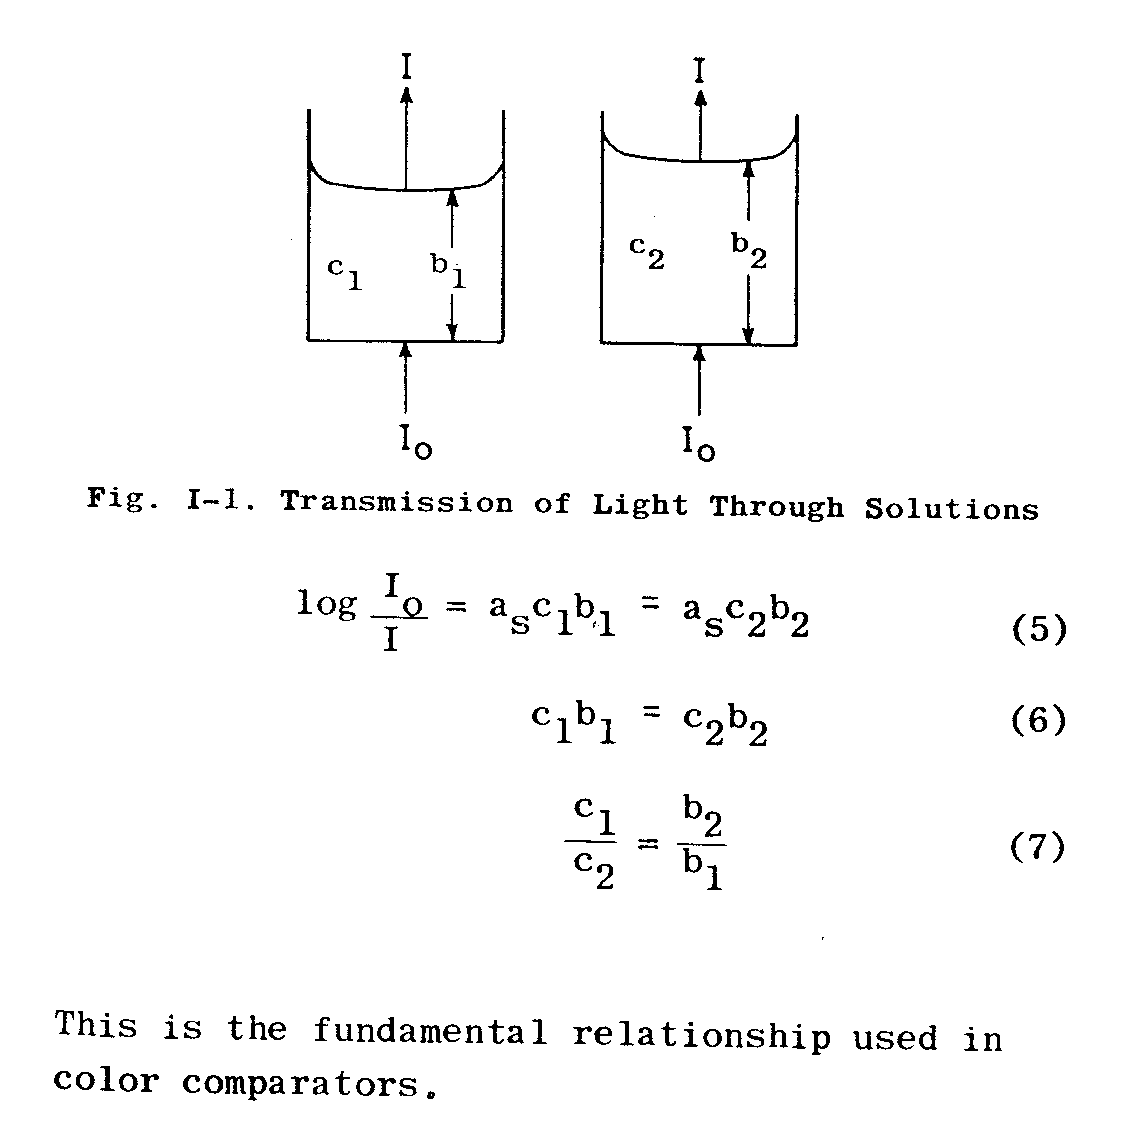 I I
c1 b1 c2 b2
Io Io
Fig. I-1. Transmission of Light Through Solutions
log Io/I = asc1b1 = asc2b2 (5)
c1b1 = c2b2 (6)
c1/c2 = b2/b1 (7)
This is the fundamental relationship used in
color comparators.